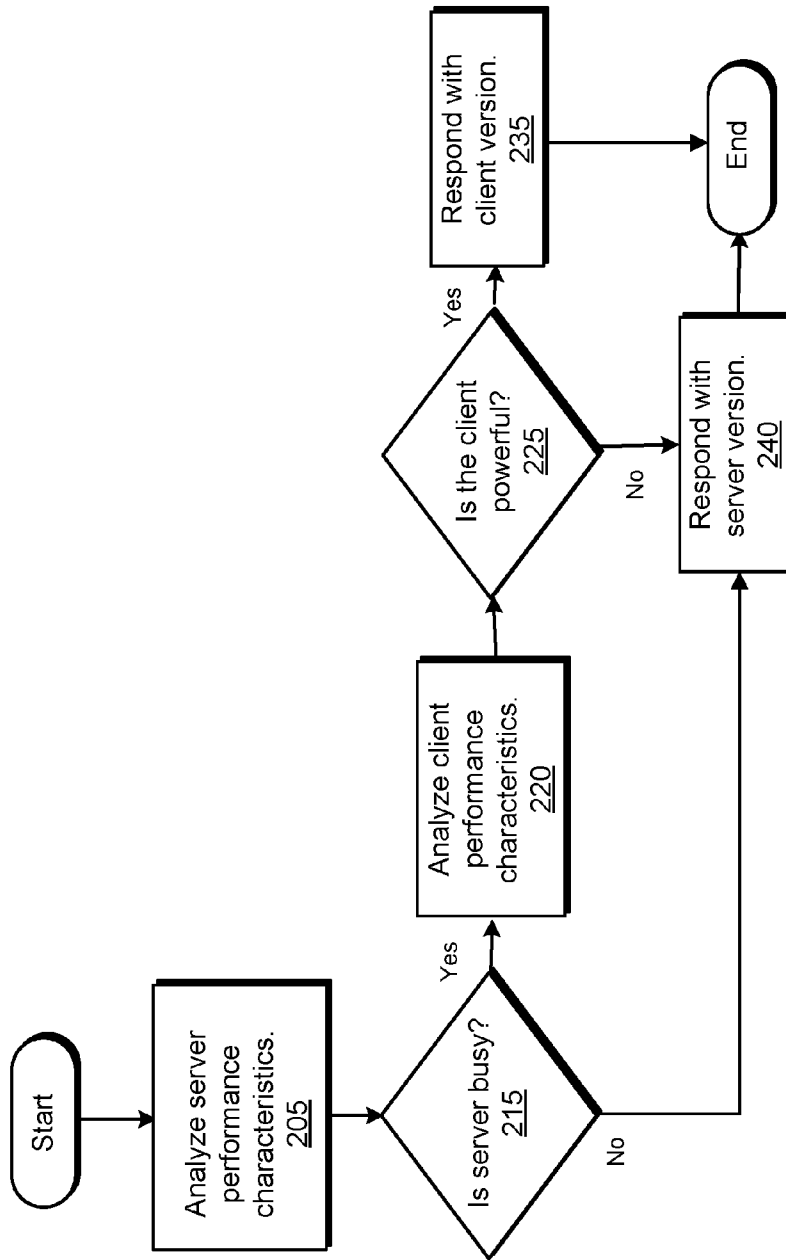 Start
Analyze server
performance
characteristics.
205
Is server busy?
215
Yes
No
Analyze client
performance
characteristics.
220
Is the client
powerful?
225
Yes
No
Respond with
client version.
235
Respond with
server version.
240
End